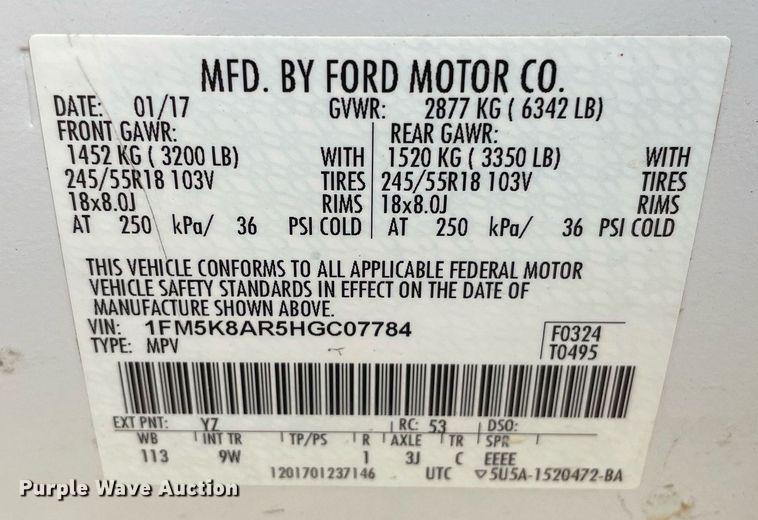 MFD. BY FORD MOTOR CO.
DATE: 01/17 GVWR: 2877 KG ( 6342 LB)
FRONT GAWR: REAR GAWR:
1452 KG ( 3200 LB) WITH 1520 KG ( 3350 LB) WITH
245/55R18 103V TIRES 245/55R18 103V TIRES
18x8.0J RIMS 18x8.0J RIMS
AT 250 kPa/ 36 PSI COLD AT 250 kPa/ 36 PSI COLD
THIS VEHICLE CONFORMS TO ALL APPLICABLE FEDERAL MOTOR
VEHICLE SAFETY STANDARDS IN EFFECT ON THE DATE OF
MANUFACTURE SHOWN ABOVE.
VIN: 1FM5K8AR5HGC07784 F0324
TYPE: MPV T0495
EXT PNT: YZ RC: 53 DSO:
WB INT TR TP/PS R AXLE TR SPR
113 9W 1 3J C EEEE
1201701237146 UTC ▽5U5A-1520472-BA
Purple Wave Auction